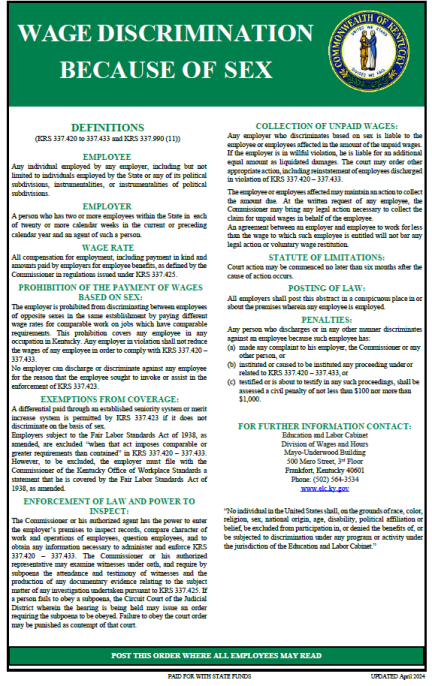 WAGE DISCRIMINATION
BECAUSE OF SEX
COMMONWEALTH OF KENTUCKY
DEFINITIONS
(KRS 337.420 to 337.433 and KRS 337.990 (11))
EMPLOYEE
Any individual employed by any employer, including but not
limited to individuals employed by the State or any of its political
subdivisions, instrumentalities, or instrumentalities of political
subdivisions.
EMPLOYER
A person who has two or more employees within the State in each
of twenty or more calendar weeks in the current or preceding
calendar year and an agent of such a person.
WAGE RATE
All compensation for employment, including payment in kind and
amounts paid by employers for employee benefits, as defined by the
Commissioner in regulations issued under KRS 337.425.
PROHIBITION OF THE PAYMENT OF WAGES
BASED ON SEX:
The employer is prohibited from discriminating between employees
of opposite sexes in the same establishment by paying different
wage rates for comparable work on jobs which have comparable
requirements. This prohibition covers any employee in any
occupation in Kentucky. Any employer in violation shall not reduce
the wages of any employee in order to comply with KRS 337.420 –
337.433.
No employer can discharge or discriminate against any employee
for the reason that the employee sought to invoke or assist in the
enforcement of KRS 337.423.
EXEMPTIONS FROM COVERAGE:
A differential paid through an established seniority system or merit
increase system is permitted by KRS 337.423 if it does not
discriminate on the basis of sex.
Employers subject to the Fair Labor Standards Act of 1938, as
amended, are excluded “when that act imposes comparable or
greater requirements than contained” in KRS 337.420 – 337.433.
However, to be excluded, the employer must file with the
Commissioner of the Kentucky Office of Workplace Standards a
statement that he is covered by the Fair Labor Standards Act of
1938, as amended.
ENFORCEMENT OF LAW AND POWER TO
INSPECT:
The Commissioner or his authorized agent has the power to enter
the employer’s premises to inspect records, compare character of
work and operations of employees, question employees, and to
obtain any information necessary to administer and enforce KRS
337.420 – 337.433. The Commissioner or his authorized
representative may examine witnesses under oath, and require by
subpoena the attendance and testimony of witnesses and the
production of any documentary evidence relating to the subject
matter of any investigation undertaken pursuant to KRS 337.425. If
a person fails to obey a subpoena, the Circuit Court of the Judicial
District wherein the hearing is being held may issue an order
requiring the subpoena to be obeyed. Failure to obey the court order
may be punished as contempt of that court.
COLLECTION OF UNPAID WAGES:
Any employer who discriminates based on sex is liable to the
employee or employees affected in the amount of the unpaid wages.
If the employer is in willful violation, he is liable for an additional
equal amount as liquidated damages. The court may order other
appropriate action, including reinstatement of employees discharged
in violation of KRS 337.420 – 337.433.
The employee or employees affected may maintain an action to collect
the amount due. At the written request of any employee, the
Commissioner may bring any legal action necessary to collect the
claim for unpaid wages in behalf of the employee.
An agreement between an employer and employee to work for less
than the wage to which such employee is entitled will not bar any
legal action or voluntary wage restitution.
STATUTE OF LIMITATIONS:
Court action may be commenced no later than six months after the
cause of action occurs.
POSTING OF LAW:
All employers shall post this abstract in a conspicuous place in or
about the premises wherein any employee is employed.
PENALTIES:
Any person who discharges or in any other manner discriminates
against an employee because such employee has:
(a) made any complaint to his employer, the Commissioner or any
other person, or
(b) instituted or caused to be instituted any proceeding under or
related to KRS 337.420 – 337.433, or
(c) testified or is about to testify in any such proceedings, shall be
assessed a civil penalty of not less than $100 nor more than
$1,000.
FOR FURTHER INFORMATION CONTACT:
Education and Labor Cabinet
Division of Wages and Hours
Mayo-Underwood Building
500 Mero Street, 3rd Floor
Frankfort, Kentucky 40601
Phone: (502) 564-3534
www.elc.ky.gov
“No individual in the United States shall, on the grounds of race, color,
religion, sex, national origin, age, disability, political affiliation or
belief, be excluded from participation in, or denied the benefits of, or
be subjected to discrimination under any program or activity under
the jurisdiction of the Education and Labor Cabinet.”
POST THIS ORDER WHERE ALL EMPLOYEES MAY READ
PAID FOR WITH STATE FUNDS
UPDATED April 2024